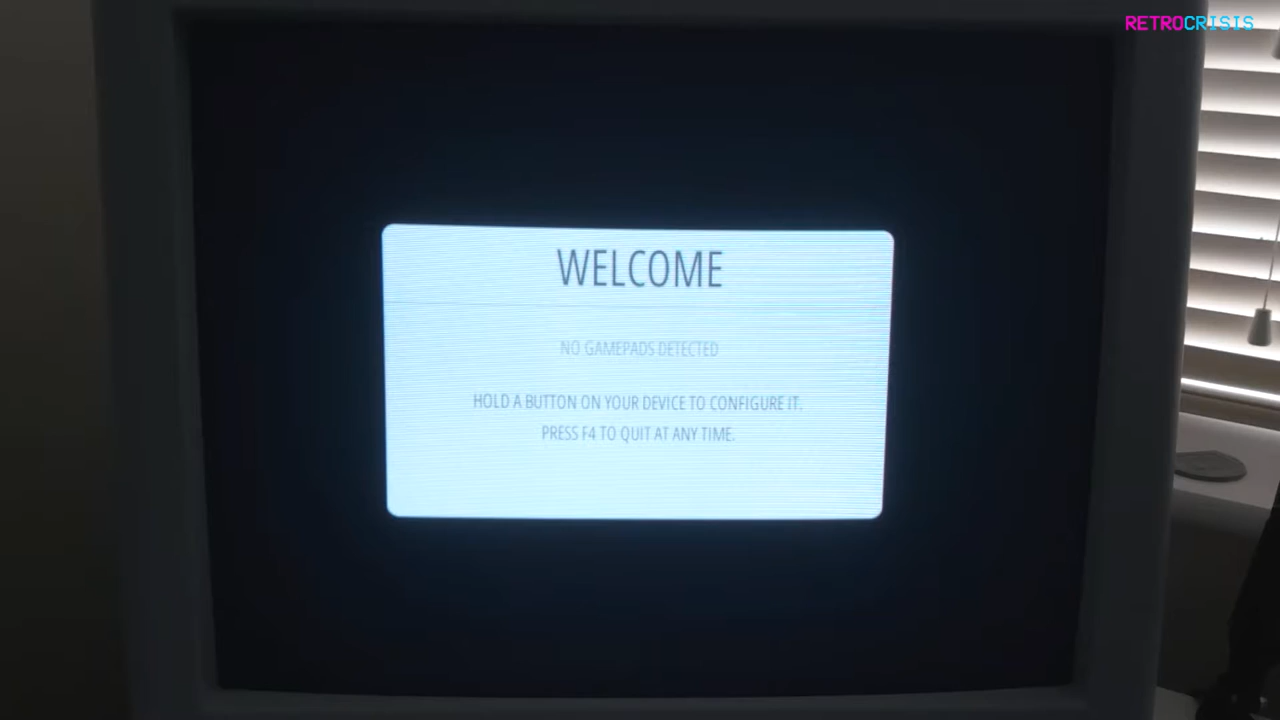 RETROCRISIS
WELCOME
NO GAMEPADS DETECTED
HOLD A BUTTON ON YOUR DEVICE TO CONFIGURE IT.
PRESS F4 TO QUIT AT ANY TIME.